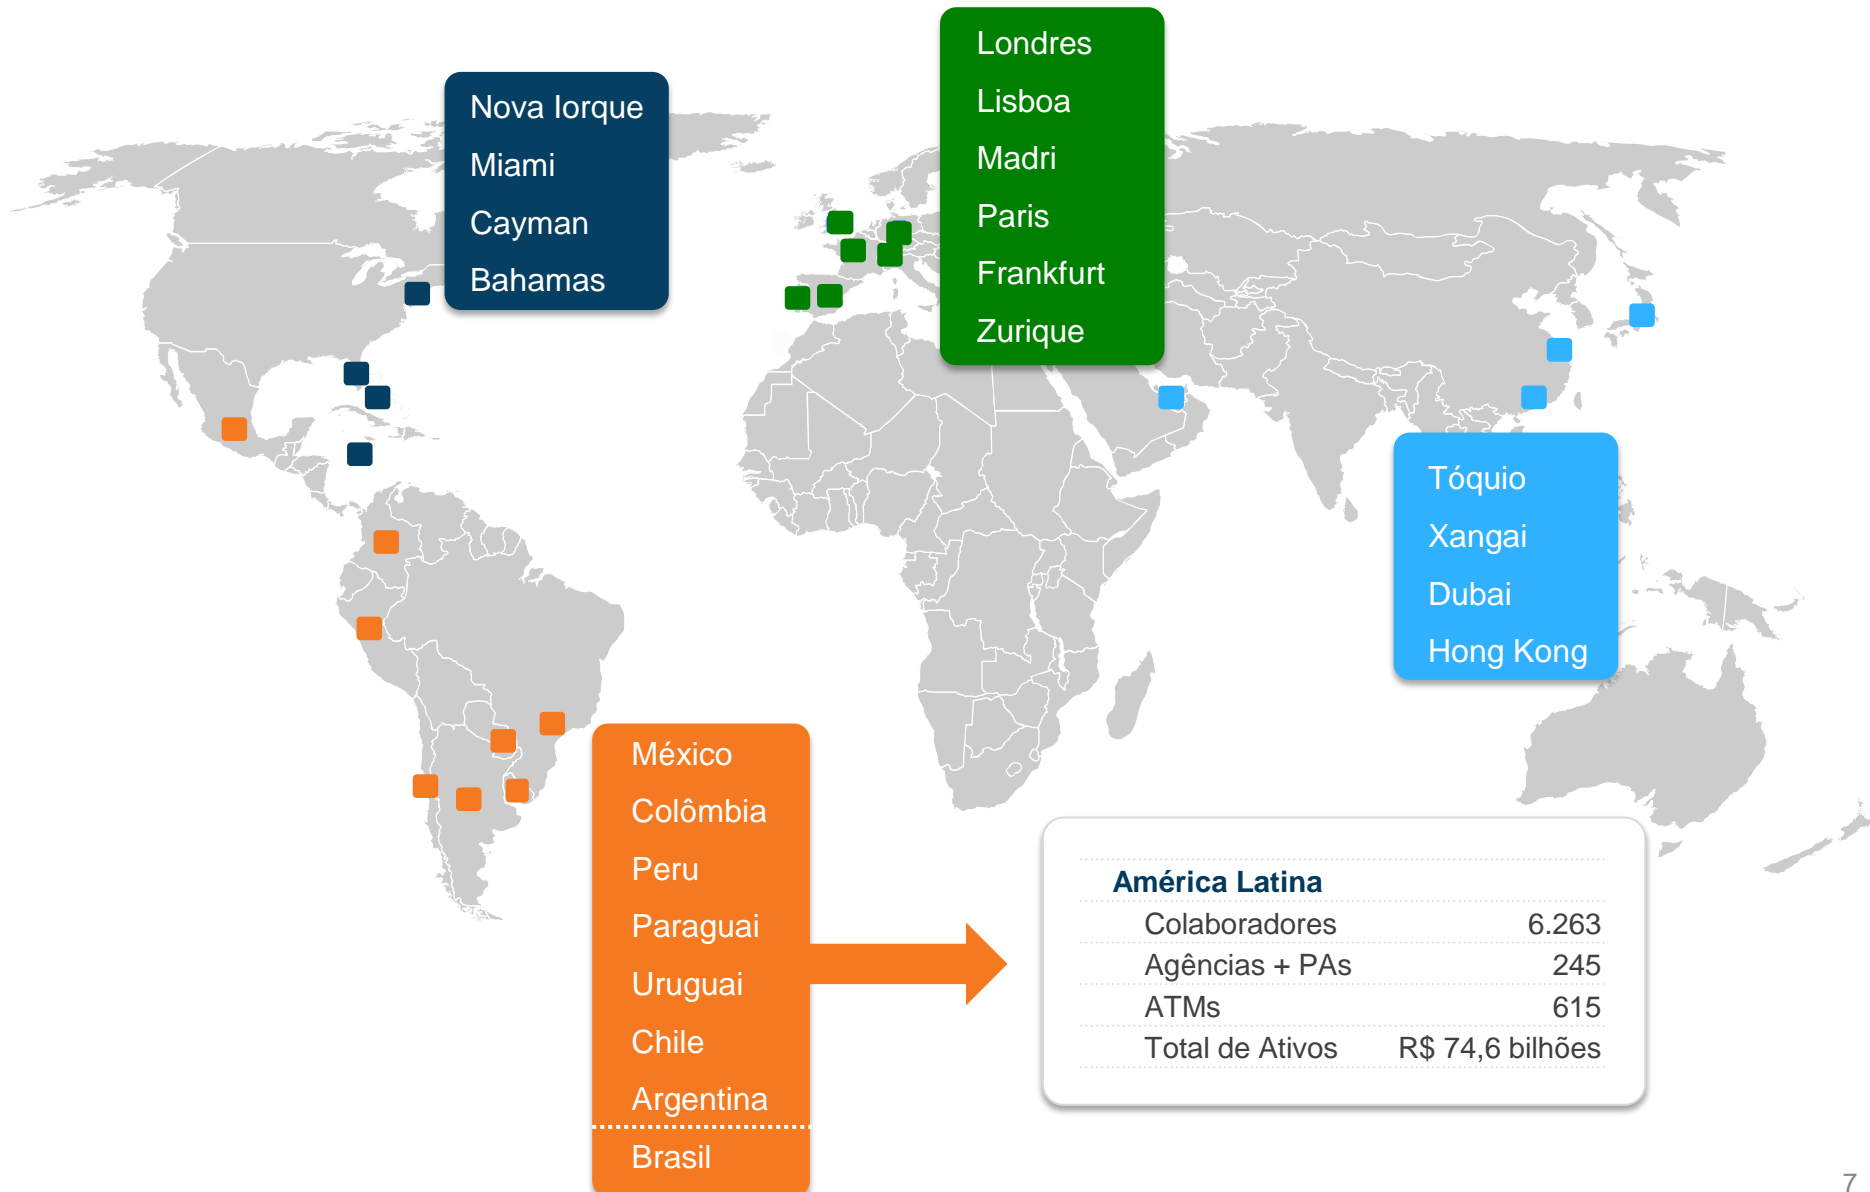 Nova Iorque
Miami
Cayman
Bahamas
Londres
Lisboa
Madri
Paris
Frankfurt
Zurique
Tóquio
Xangai
Dubai
Hong Kong
México
Colômbia
Peru
Paraguai
Uruguai
Chile
Argentina
Brasil
América Latina
Colaboradores 6.263
Agências + PAs 245
ATMs 615
Total de Ativos R$ 74,6 bilhões
7